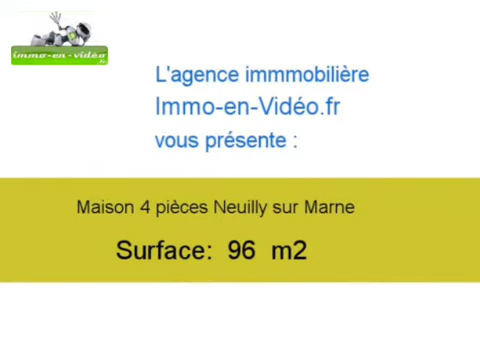 immo-en-vidéo
.fr
L'agence immmobilière
Immo-en-Vidéo.fr
vous présente :
Maison 4 pièces Neuilly sur Marne
Surface: 96 m2